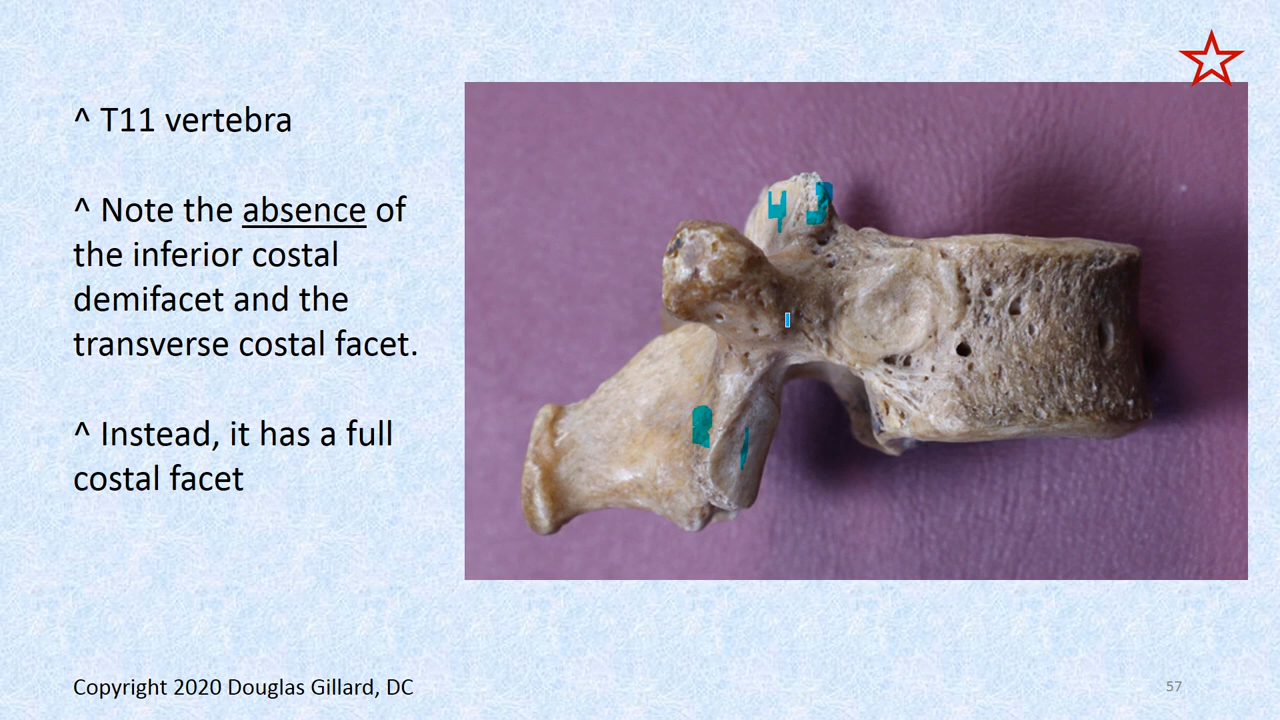 ^ T11 vertebra
^ Note the absence of
the inferior costal
demifacet and the
transverse costal facet.
^ Instead, it has a full
costal facet
Copyright 2020 Douglas Gillard, DC
57